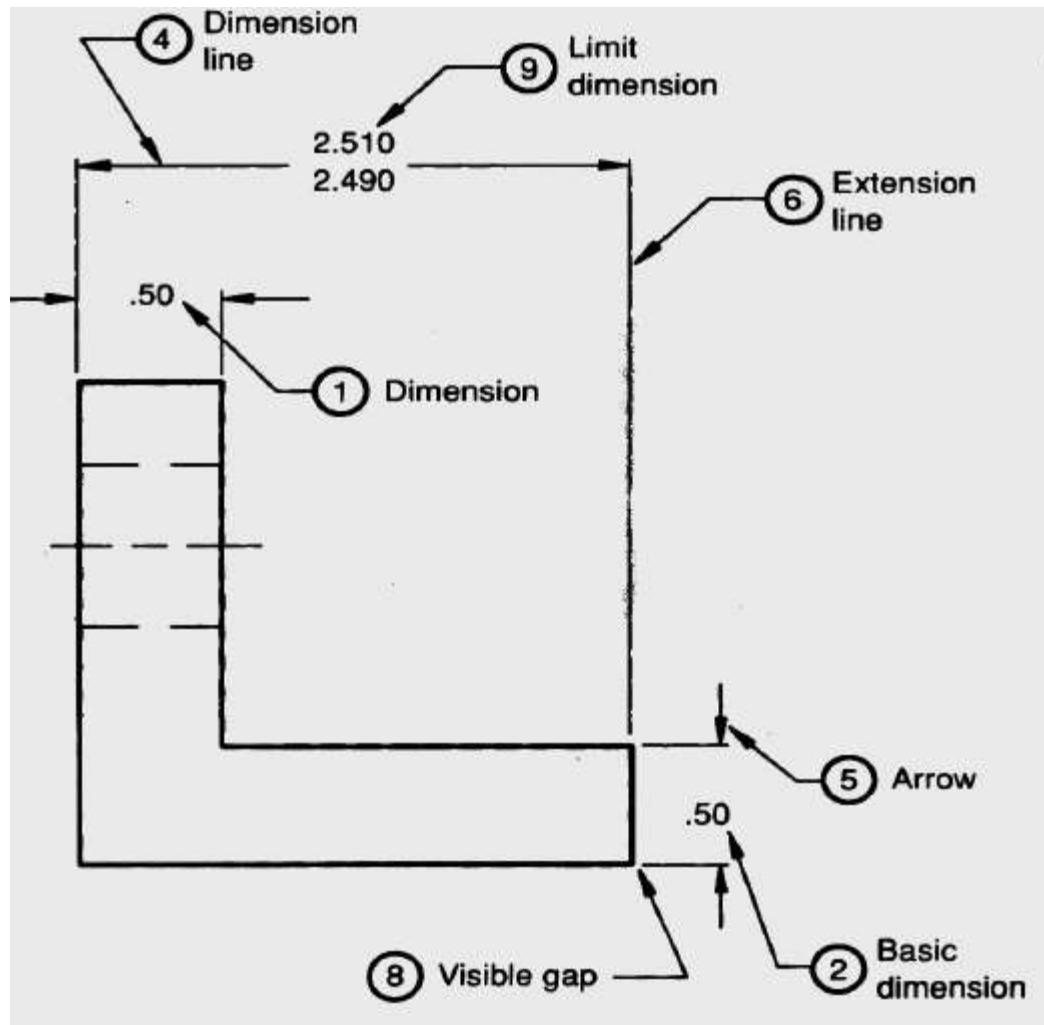 4 Dimension
line
9 Limit
dimension
2.510
2.490
6 Extension
line
.50
1 Dimension
5 Arrow
.50
2 Basic
dimension
8 Visible gap